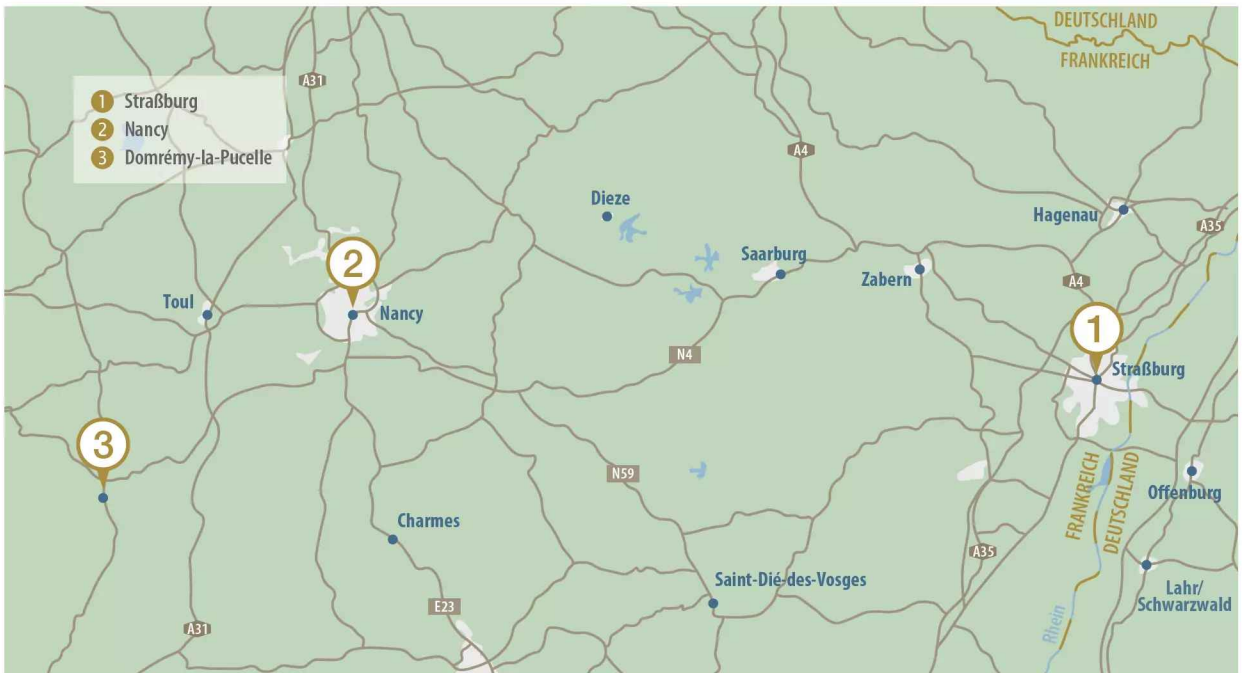 DEUTSCHLAND
FRANKREICH
A31
1 Straßburg
2 Nancy
3 Domrémy-la-Pucelle
A4
Dieze
Hagenau
A35
Saarburg
Zabern
A4
2
Toul
Nancy
1
N4
Straßburg
3
N59
FRANKREICH
DEUTSCHLAND
Offenburg
Charmes
A35
Saint-Dié-des-Vosges
Lahr/
Schwarzwald
E23
A31
Rhein